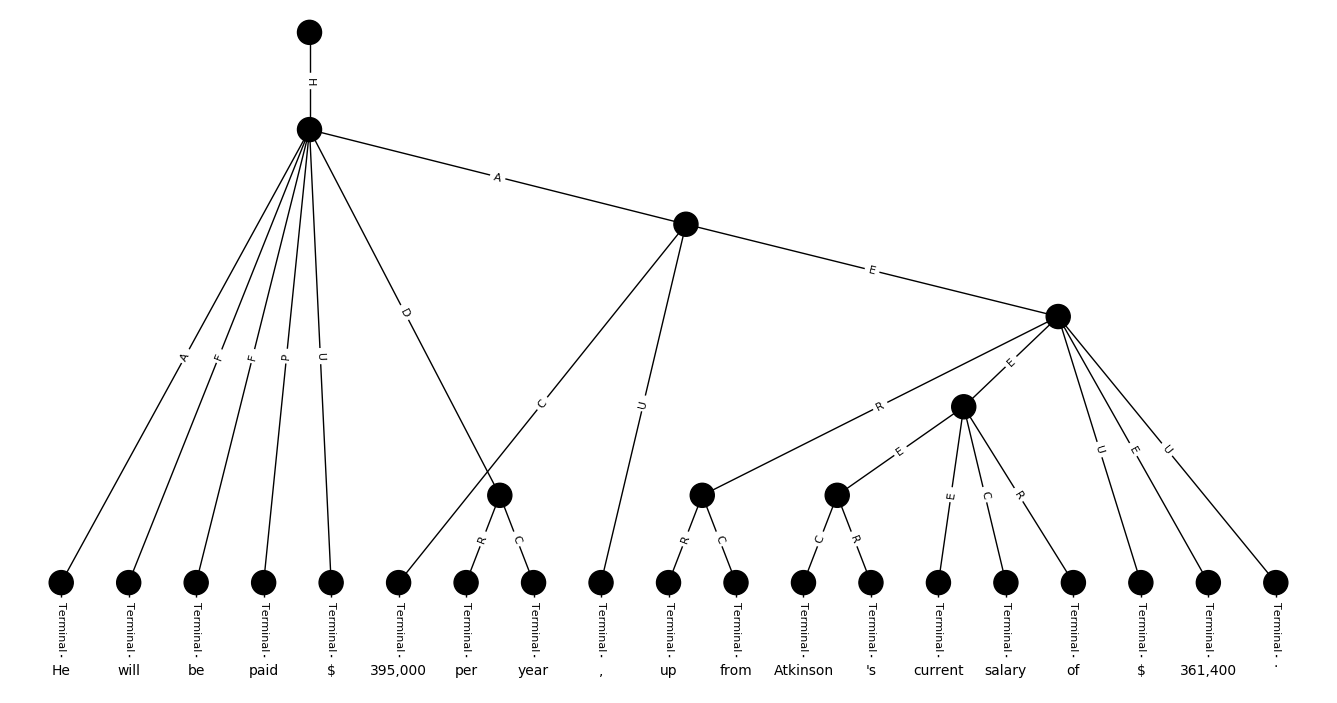 H
A
E
D
A F F P U
C U
R
E
E
U E U
E C R
R C
R C
C R
Terminal Terminal Terminal Terminal Terminal Terminal Terminal Terminal Terminal Terminal Terminal Terminal Terminal Terminal Terminal Terminal Terminal Terminal Terminal
He will be paid $ 395,000 per year , up from Atkinson 's current salary of $ 361,400 .